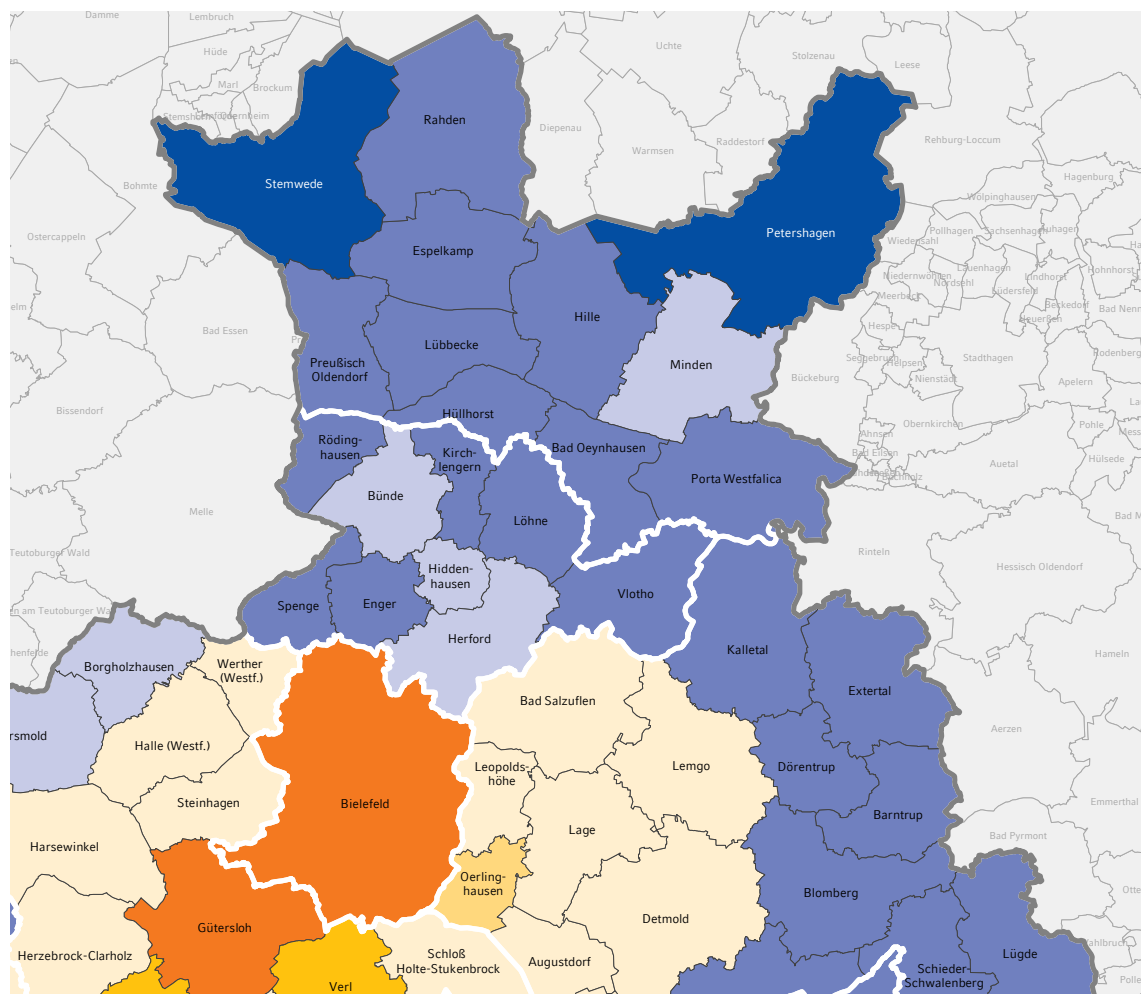 Damme
Lembruch
Hüde
Uchte
Stolzenau
Leese
Marl
Brockum
Rahden
Diepenau
Warmsen
Raddestorf
Rehburg-Loccum
Hagenburg
Bohmte
Stemwede
Wölpinghausen
Ostercappeln
Espelkamp
Petershagen
Wiedensahl
Pollhagen
Sachsenhagen
Niedernwöhren
Lauenhagen
Lindhorst
Nordsehl
Lüdersfeld
Meerbeck
Beckedorf
Heuerßen
Hespe
Hille
Bad Essen
Lübbecke
Preußisch
Oldendorf
Minden
Bückeburg
Seggebruch
Helpsen
Nienstädt
Stadthagen
Rodenberg
Apelern
Bissendorf
Hüllhorst
Obernkirchen
Pohle
Ahnsen
Bad Eilsen
Buchholz
Auetal
Hülsede
Röding-
hausen
Kirch-
lengern
Bad Oeynhausen
Porta Westfalica
Bünde
Melle
Löhne
Rinteln
Hessisch Oldendorf
Hidden-
hausen
Spenge
Enger
Vlotho
Herford
Kalletal
Hameln
Borgholzhausen
Werther
(Westf.)
Extertal
Bad Salzuflen
Aerzen
rsmold
Halle (Westf.)
Leopolds-
höhe
Lemgo
Dörentrup
Steinhagen
Bielefeld
Barntrup
Emmerthal
Harsewinkel
Lage
Bad Pyrmont
Oerling-
hausen
Blomberg
Gütersloh
Detmold
Herzebrock-Clarholz
Schloß
Holte-Stukenbrock
Augustdorf
Lügde
Schieder-
Schwalenberg
Verl